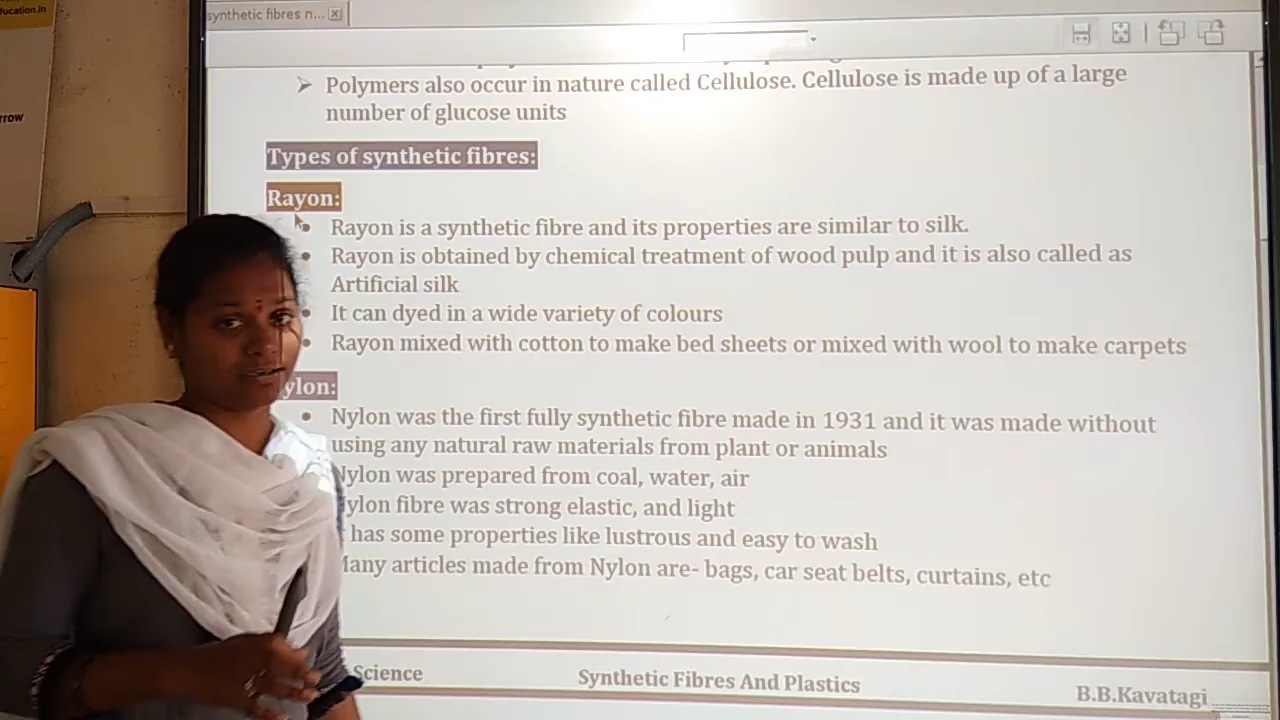 ucation.in
rrow
synthetic fibres n...
Polymers also occur in nature called Cellulose. Cellulose is made up of a large
number of glucose units
Types of synthetic fibres:
Rayon:
Rayon is a synthetic fibre and its properties are similar to silk.
Rayon is obtained by chemical treatment of wood pulp and it is also called as
Artificial silk
It can dyed in a wide variety of colours
Rayon mixed with cotton to make bed sheets or mixed with wool to make carpets
ylon:
Nylon was the first fully synthetic fibre made in 1931 and it was made without
using any natural raw materials from plant or animals
Nylon was prepared from coal, water, air
Nylon fibre was strong elastic, and light
has some properties like lustrous and easy to wash
Many articles made from Nylon are- bags, car seat belts, curtains, etc
Science
Synthetic Fibres And Plastics
B.B.Kavatagi